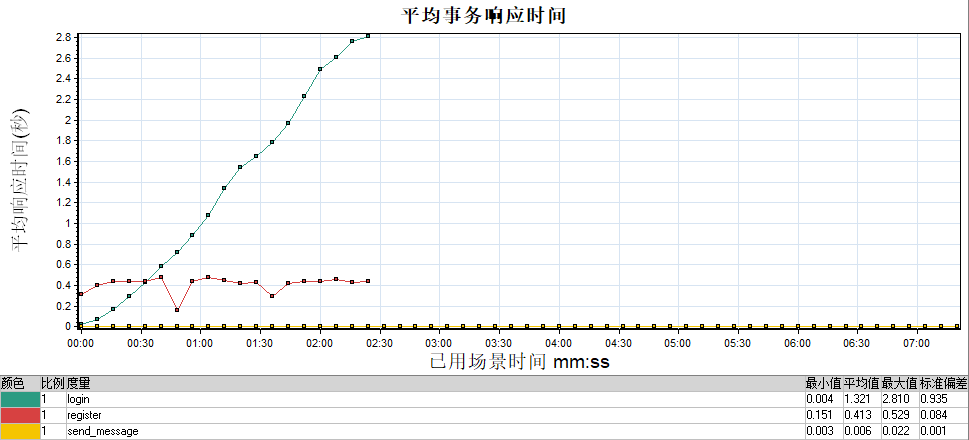 平均事务响应时间
平均响应时间(秒)
2.8
2.6
2.4
2.2
2
1.8
1.6
1.4
1.2
1
0.8
0.6
0.4
0.2
0
00:00 00:30 01:00 01:30 02:00 02:30 03:00 03:30 04:00 04:30 05:00 05:30 06:00 06:30 07:00
已用场景时间 mm:ss
颜色 比例 度量 最小值 平均值 最大值 标准偏差
1 login 0.004 1.321 2.810 0.935
1 register 0.151 0.413 0.529 0.084
1 send_message 0.003 0.006 0.022 0.001